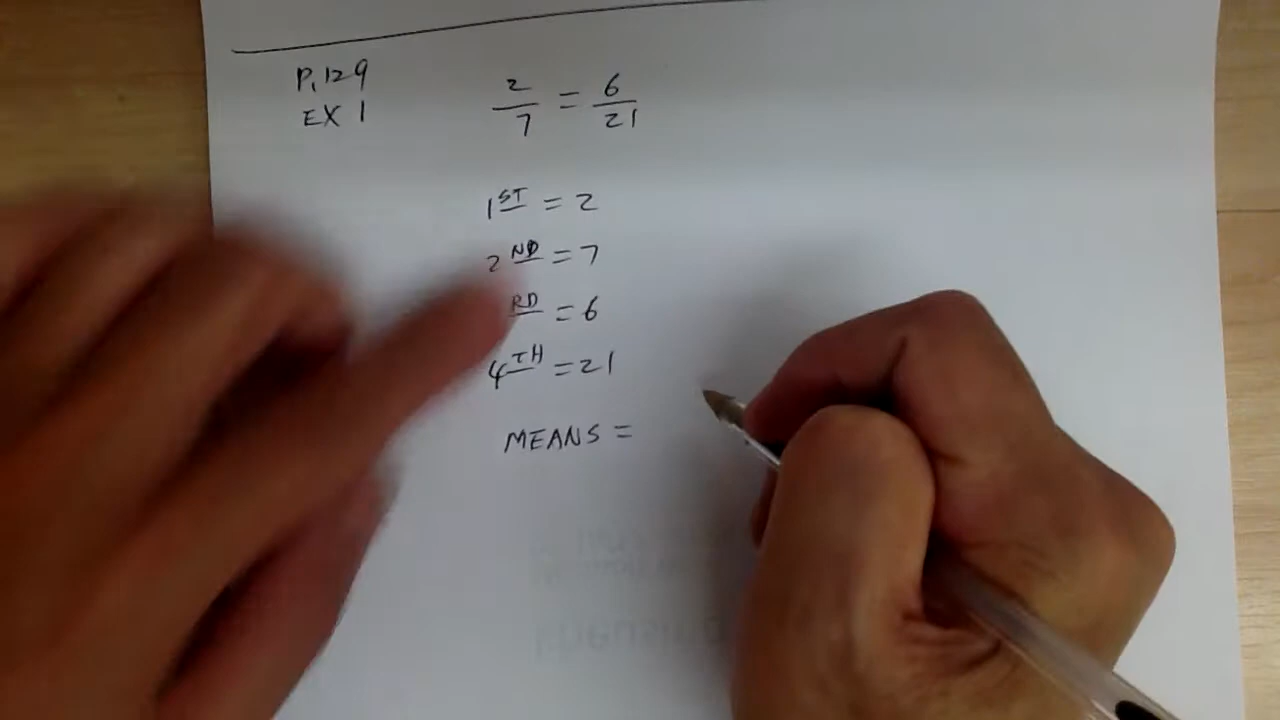 P.129
EX 1
2/7 = 6/21
1ST = 2
2ND = 7
RD = 6
4TH = 21
MEANS =